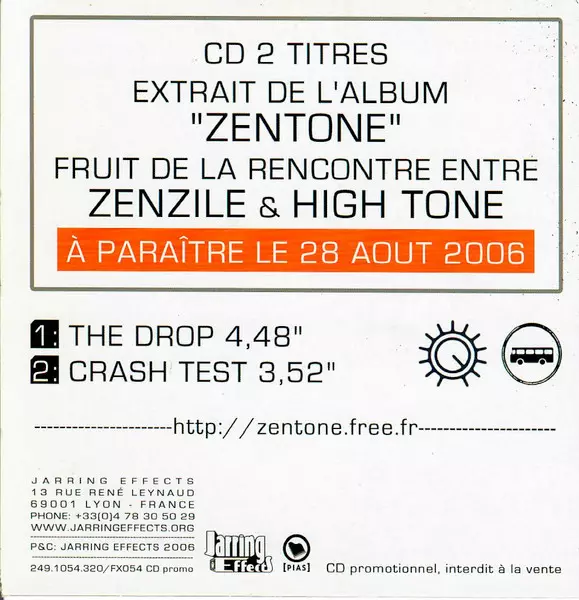 CD 2 TITRES
EXTRAIT DE L'ALBUM
"ZENTONE"
FRUIT DE LA RENCONTRE ENTRE
ZENZILE & HIGH TONE
À PARAÎTRE LE 28 AOUT 2006
1: THE DROP 4,48"
2: CRASH TEST 3,52"
----------------------http://zentone.free.fr----------------------
JARRING EFFECTS
13 RUE RENÉ LEYNAUD
69001 LYON - FRANCE
PHONE: +33(0)4 78 30 50 29
WWW.JARRINGEFFECTS.ORG
P&C: JARRING EFFECTS 2006
249.1054.320/FX054 CD promo
Jarring Effects
[PIAS]
CD promotionnel, interdit à la vente